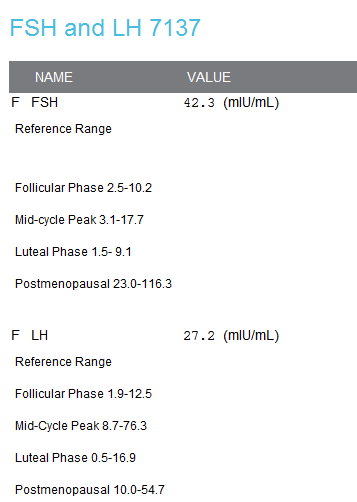 FSH and LH 7137
NAME VALUE
F FSH 42.3 (mIU/mL)
Reference Range
Follicular Phase 2.5-10.2
Mid-cycle Peak 3.1-17.7
Luteal Phase 1.5- 9.1
Postmenopausal 23.0-116.3
F LH 27.2 (mIU/mL)
Reference Range
Follicular Phase 1.9-12.5
Mid-Cycle Peak 8.7-76.3
Luteal Phase 0.5-16.9
Postmenopausal 10.0-54.7